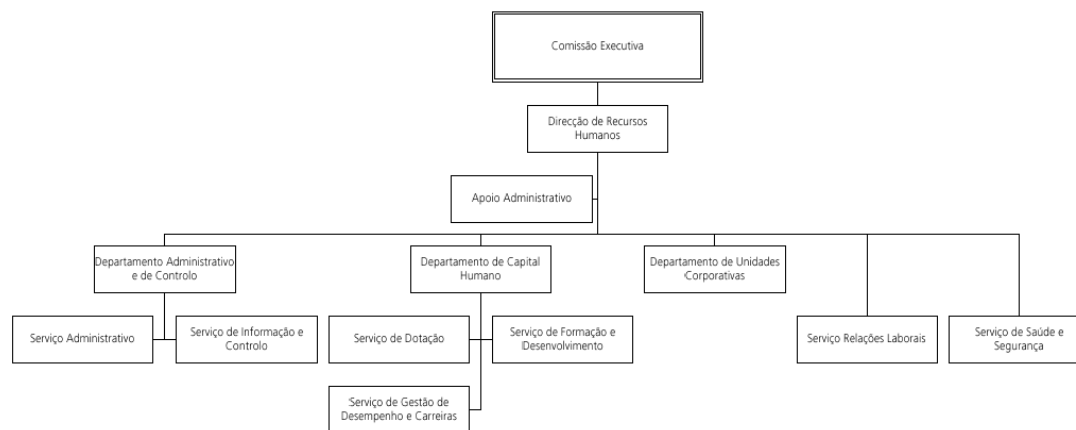 Comissão Executiva
Direcção de Recursos
Humanos
Apoio Administrativo
Departamento Administrativo
e de Controlo
Departamento de Capital
Humano
Departamento de Unidades
Corporativas
Serviço Administrativo
Serviço de Informação e
Controlo
Serviço de Dotação
Serviço de Formação e
Desenvolvimento
Serviço Relações Laborais
Serviço de Saúde e
Segurança
Serviço de Gestão de
Desempenho e Carreiras